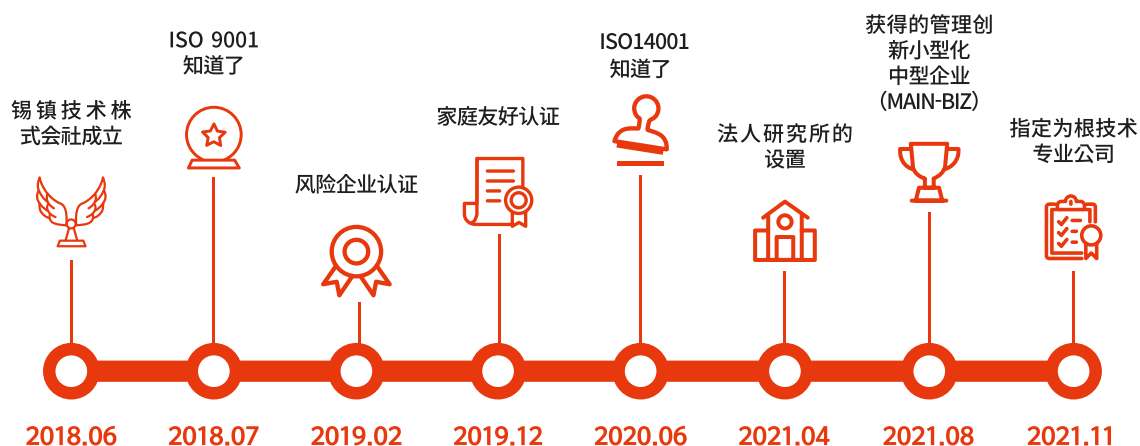 锡镇技术株
式会社成立
2018.06
ISO 9001
知道了
2018.07
风险企业认证
2019.02
家庭友好认证
2019.12
ISO14001
知道了
2020.06
法人研究所的
设置
2021.04
获得的管理创
新小型化
中型企业
（MAIN-BIZ）
2021.08
指定为根技术
专业公司
2021.11